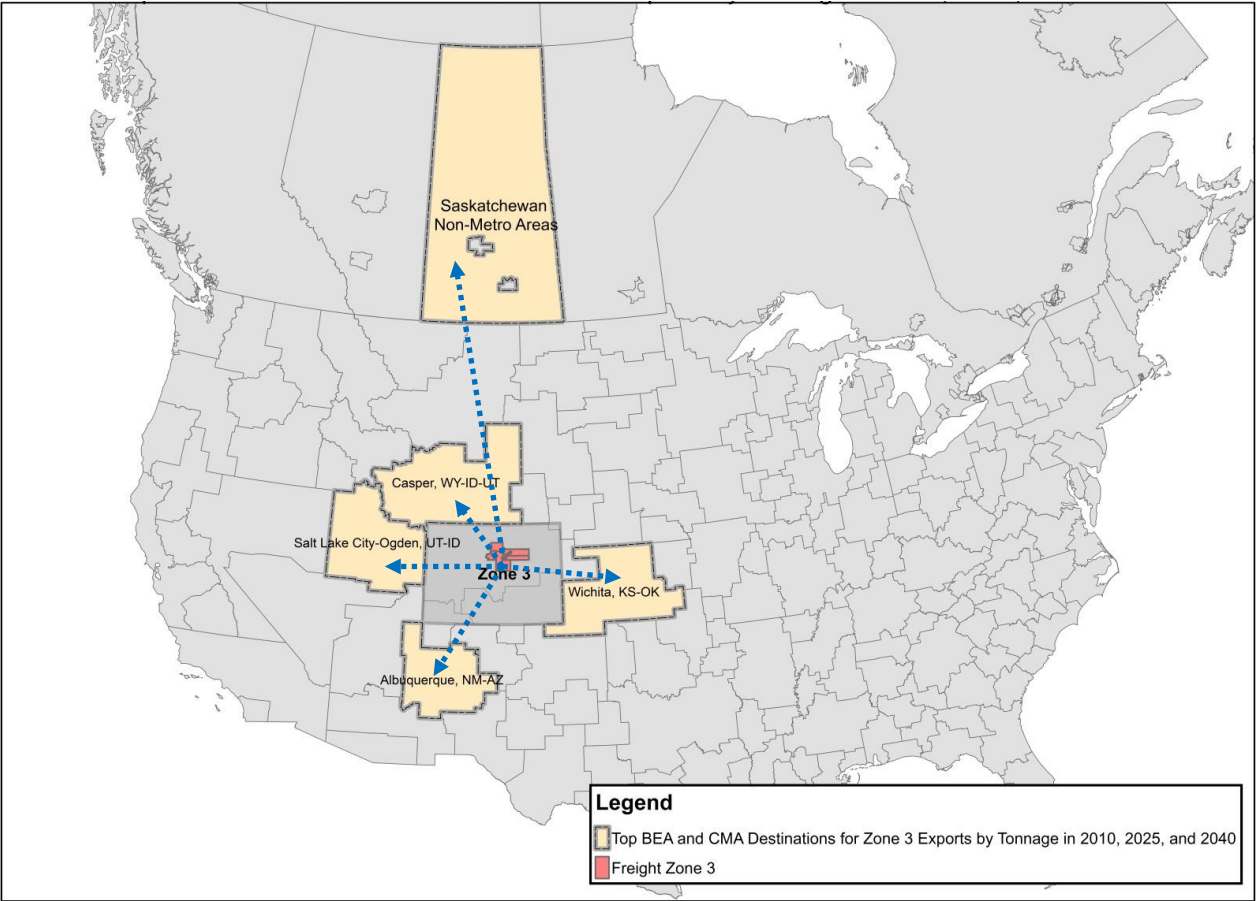 Saskatchewan
Non-Metro Areas
Casper, WY-ID-UT
Salt Lake City-Ogden, UT-ID
Zone 3
Wichita, KS-OK
Albuquerque, NM-AZ
Legend
Top BEA and CMA Destinations for Zone 3 Exports by Tonnage in 2010, 2025, and 2040
Freight Zone 3